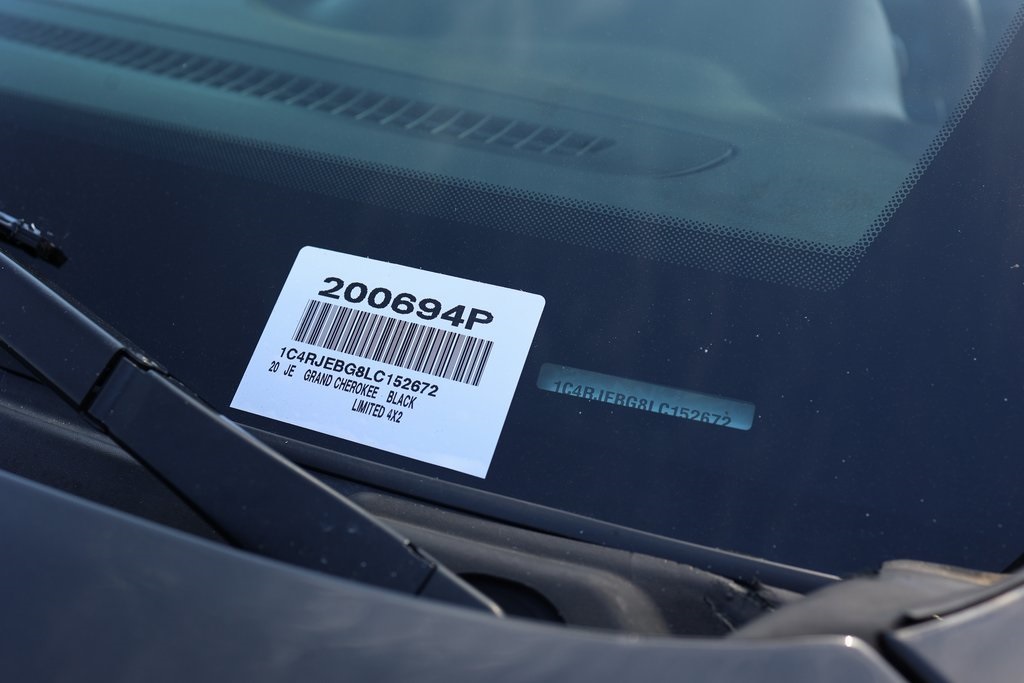 200694P
1C4RJEBG8LC152672
20 JE GRAND CHEROKEE BLACK
LIMITED 4X2
1C4RJEBG8LC152672